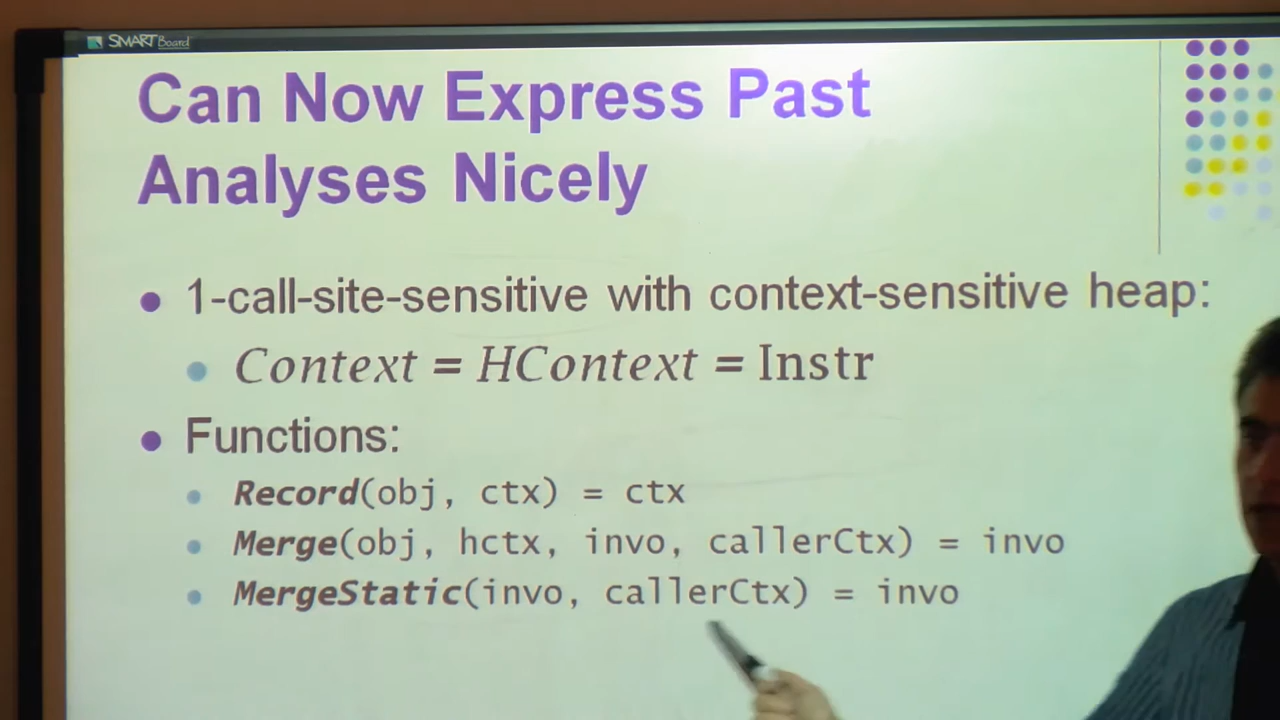 SMART Board
Can Now Express Past
Analyses Nicely
1-call-site-sensitive with context-sensitive heap:
Context = HContext = Instr
Functions:
Record(obj, ctx) = ctx
Merge(obj, hctx, invo, callerCtx) = invo
MergeStatic(invo, callerCtx) = invo